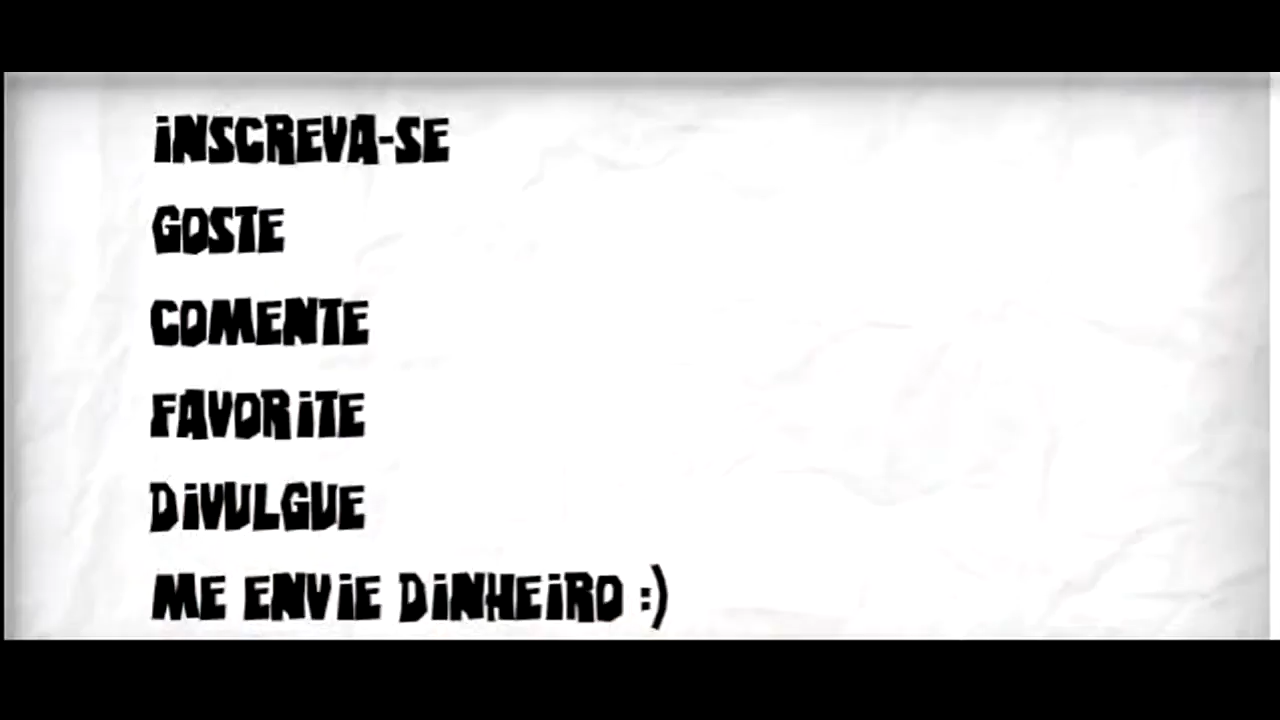 iNSCREVA-SE
GOSTE
COMENTE
FAVORiTE
DiVULGUE
ME ENViE DiNHEiRO :)